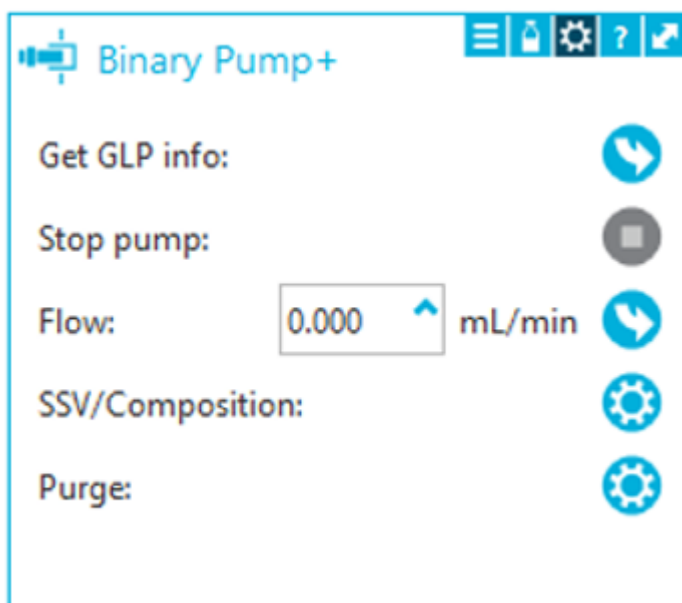 Binary Pump+
?
Get GLP info:
Stop pump:
Flow: 0.000 mL/min
SSV/Composition:
Purge: